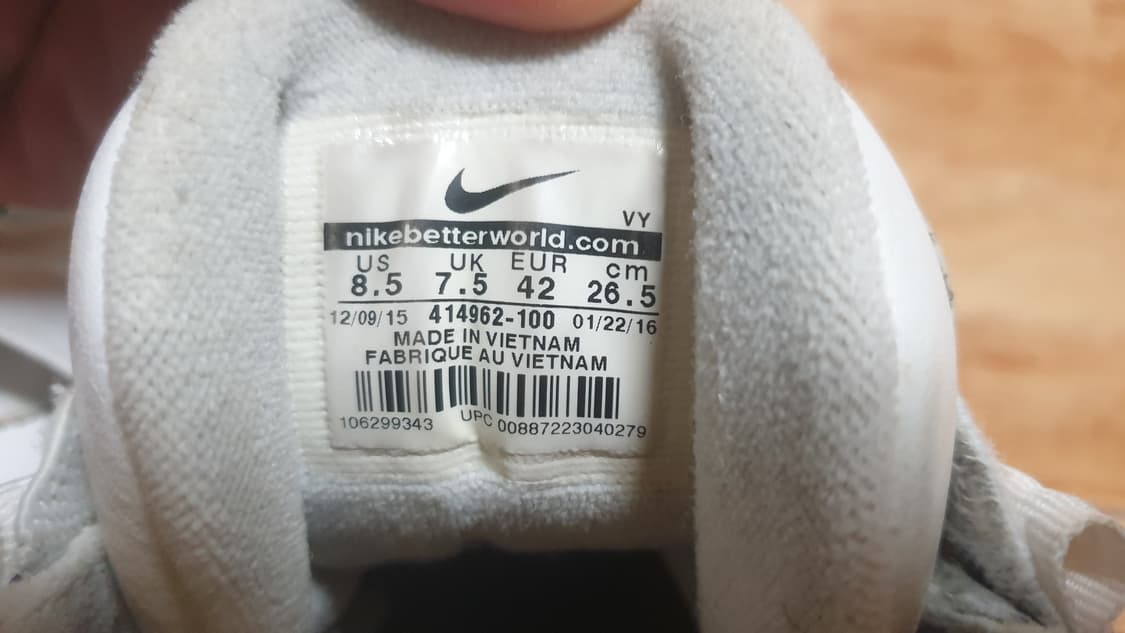 VY
nikebetterworld.com
US UK EUR cm
8.5 7.5 42 26.5
12/09/15 414962-100 01/22/16
MADE IN VIETNAM
FABRIQUE AU VIETNAM
106299343 UPC 00887223040279